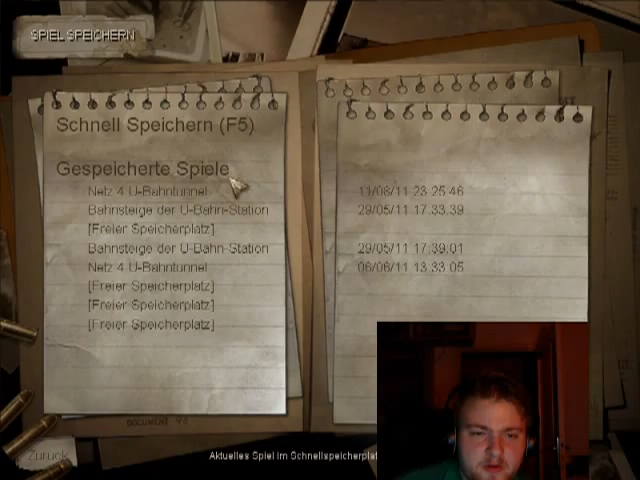 SPIEL SPEICHERN
Schnell Speichern (F5)
Gespeicherte Spiele
Netz 4 U-Bahntunnel 11/08/11 23:25:46
Bahnsteige der U-Bahn-Station 29/05/11 17:33:39
[Freier Speicherplatz]
Bahnsteige der U-Bahn-Station 29/05/11 17:39:01
Netz 4 U-Bahntunnel 06/06/11 13:33:05
[Freier Speicherplatz]
[Freier Speicherplatz]
[Freier Speicherplatz]
Zurück
Aktuelles Spiel im Schnellspeicherplat